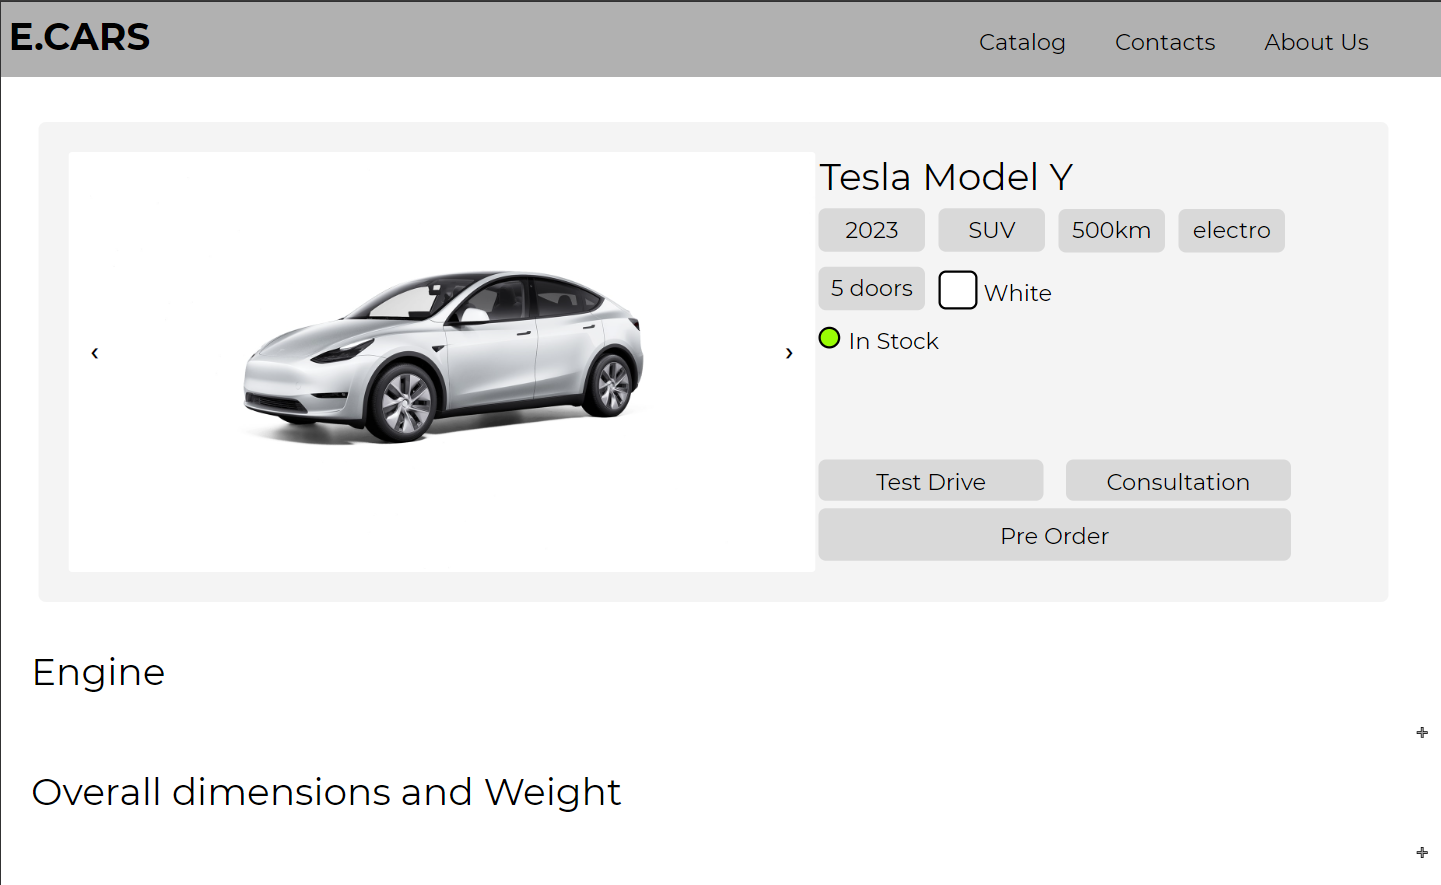 E.CARS
Catalog Contacts About Us
Tesla Model Y
2023 SUV 500km electro
5 doors White
In Stock
‹ ›
Test Drive Consultation
Pre Order
Engine
+
Overall dimensions and Weight
+